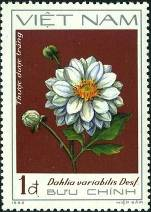 VIỆT NAM
Thược dược trắng
1đ
Dahlia variabilis Desf
BƯU CHÍNH